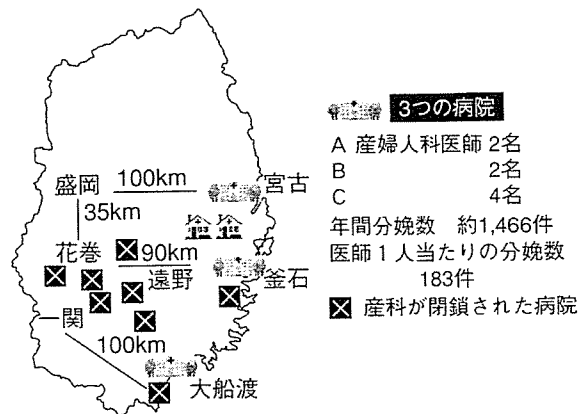 3つの病院
A 産婦人科医師 2名
B 2名
C 4名
年間分娩数 約1,466件
医師1人当たりの分娩数
183件
産科が閉鎖された病院
盛岡 100km 宮古
35km
花巻 90km
遠野 釜石
一関
100km
大船渡